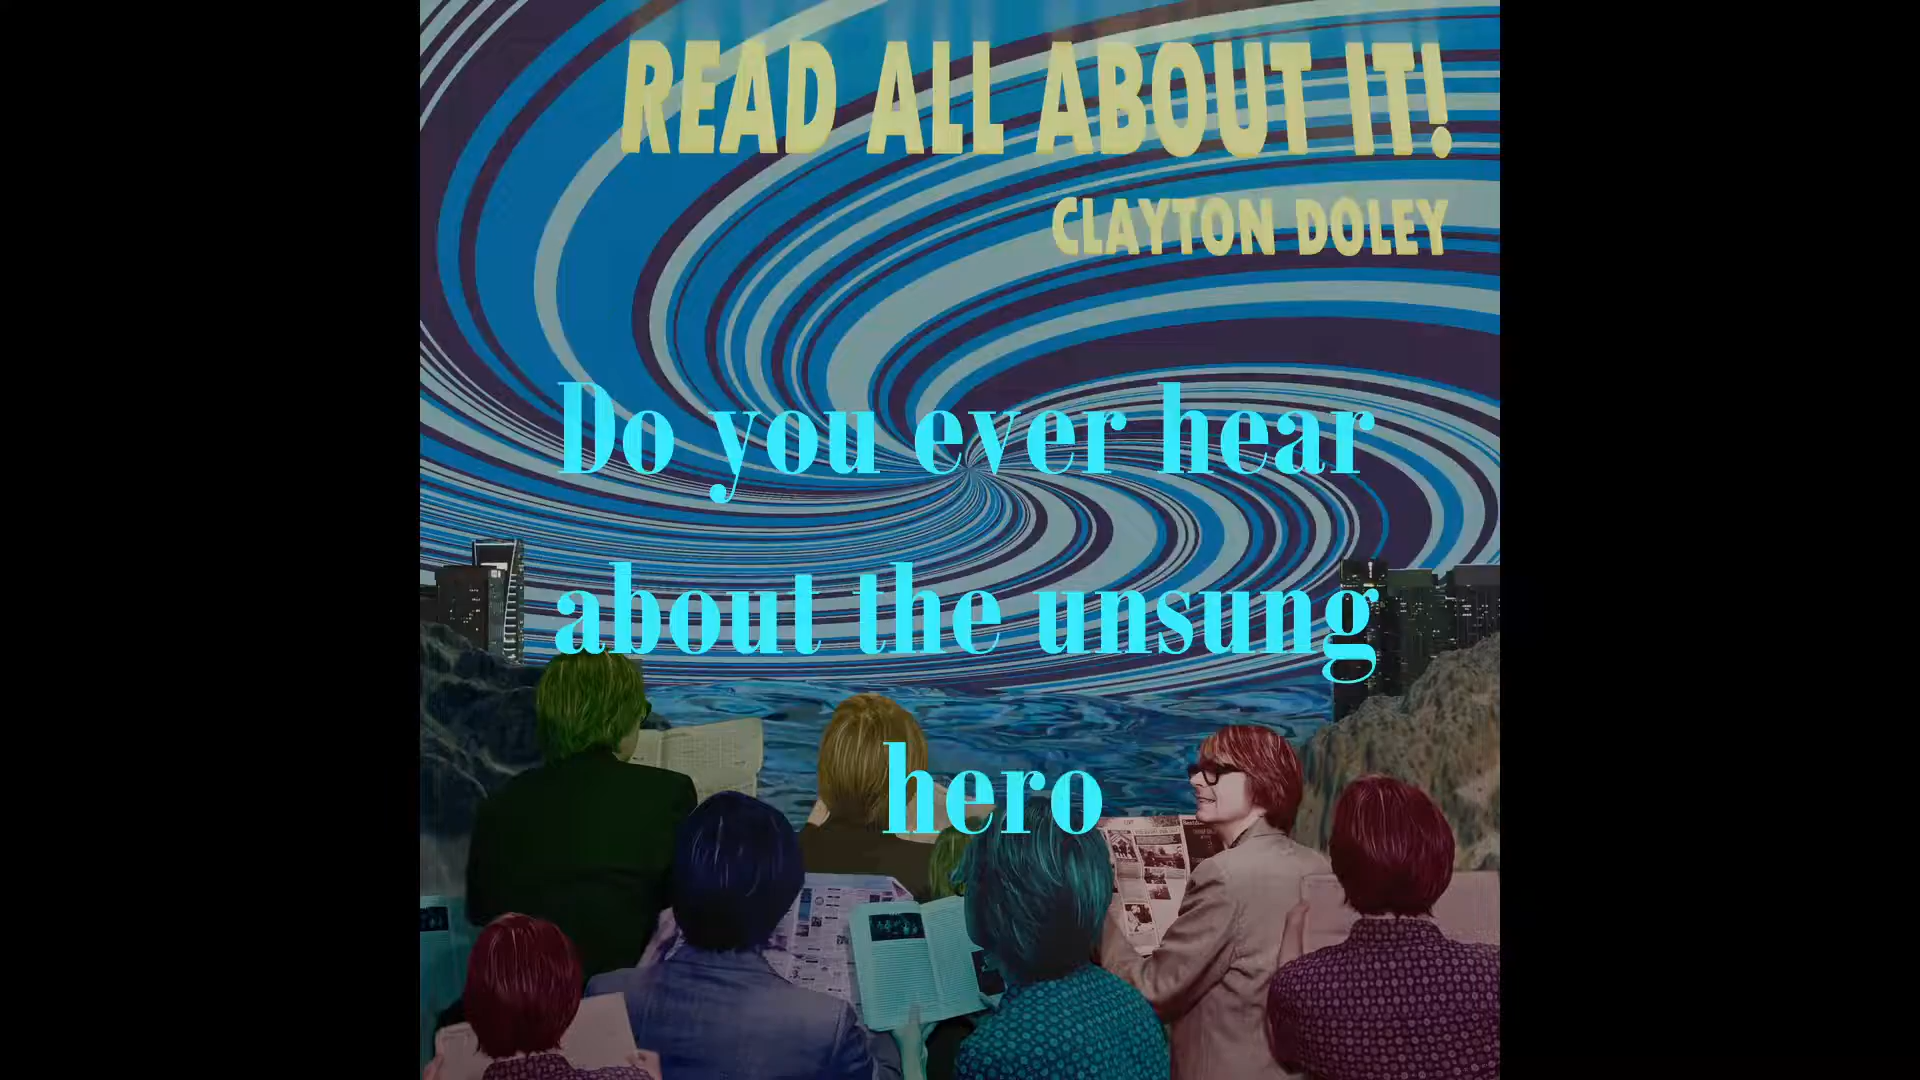 READ ALL ABOUT IT!
CLAYTON DOLEY
Do you ever hear
about the unsung
hero